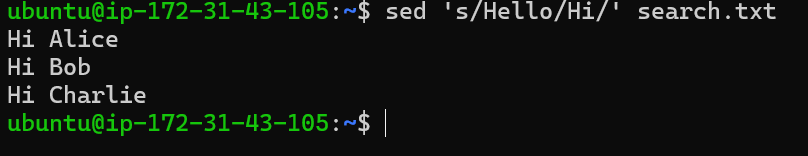 ubuntu@ip-172-31-43-105:~$ sed 's/Hello/Hi/' search.txt
Hi Alice
Hi Bob
Hi Charlie
ubuntu@ip-172-31-43-105:~$